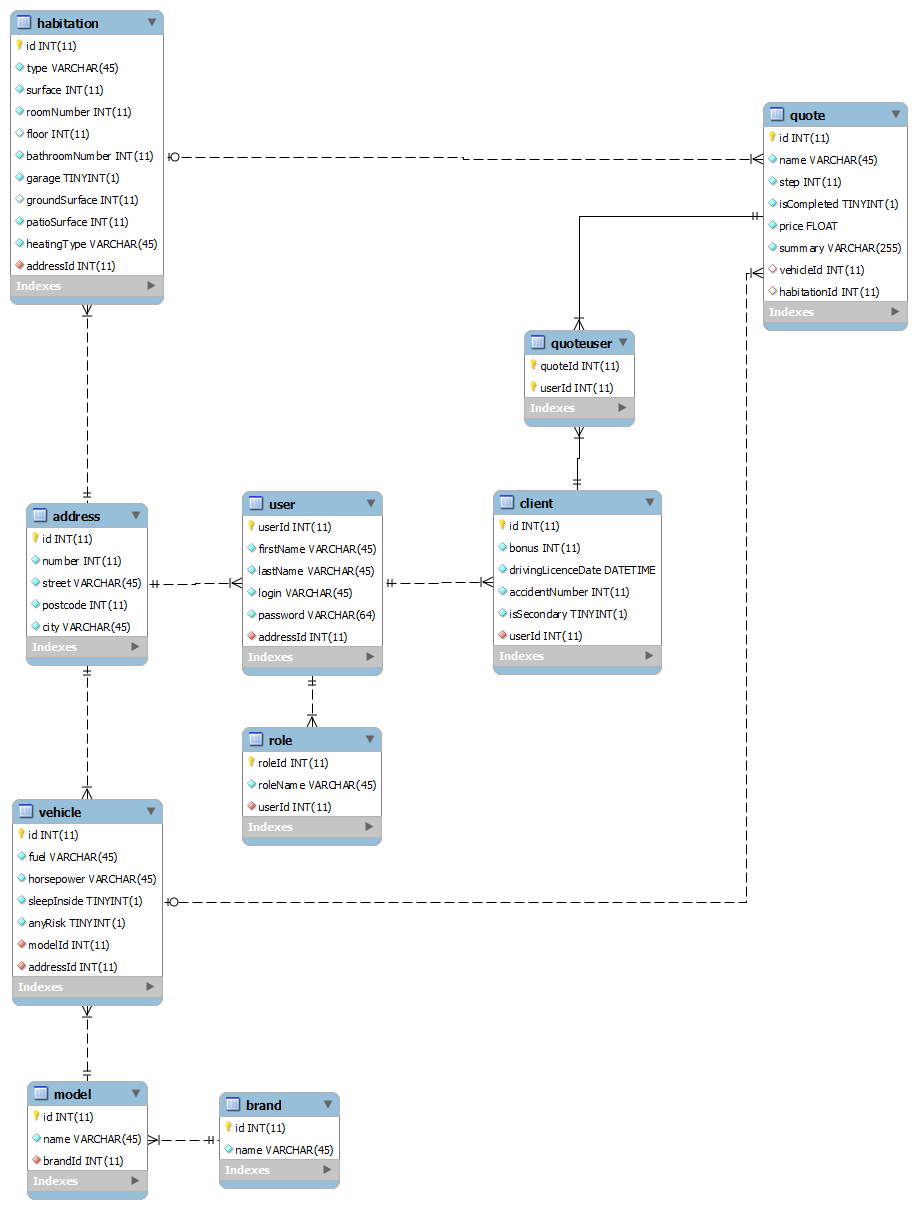 habitation
id INT(11)
type VARCHAR(45)
surface INT(11)
roomNumber INT(11)
floor INT(11)
bathroomNumber INT(11)
garage TINYINT(1)
groundSurface INT(11)
patioSurface INT(11)
heatingType VARCHAR(45)
addressId INT(11)
Indexes
quote
id INT(11)
name VARCHAR(45)
step INT(11)
isCompleted TINYINT(1)
price FLOAT
summary VARCHAR(255)
vehicleId INT(11)
habitationId INT(11)
Indexes
quoteuser
quoteId INT(11)
userId INT(11)
Indexes
address
id INT(11)
number INT(11)
street VARCHAR(45)
postcode INT(11)
city VARCHAR(45)
Indexes
user
userId INT(11)
firstName VARCHAR(45)
lastName VARCHAR(45)
login VARCHAR(45)
password VARCHAR(64)
addressId INT(11)
Indexes
client
id INT(11)
bonus INT(11)
drivingLicenceDate DATETIME
accidentNumber INT(11)
isSecondary TINYINT(1)
userId INT(11)
Indexes
role
roleId INT(11)
roleName VARCHAR(45)
userId INT(11)
Indexes
vehicle
id INT(11)
fuel VARCHAR(45)
horsepower VARCHAR(45)
sleepInside TINYINT(1)
anyRisk TINYINT(1)
modelId INT(11)
addressId INT(11)
Indexes
model
id INT(11)
name VARCHAR(45)
brandId INT(11)
Indexes
brand
id INT(11)
name VARCHAR(45)
Indexes